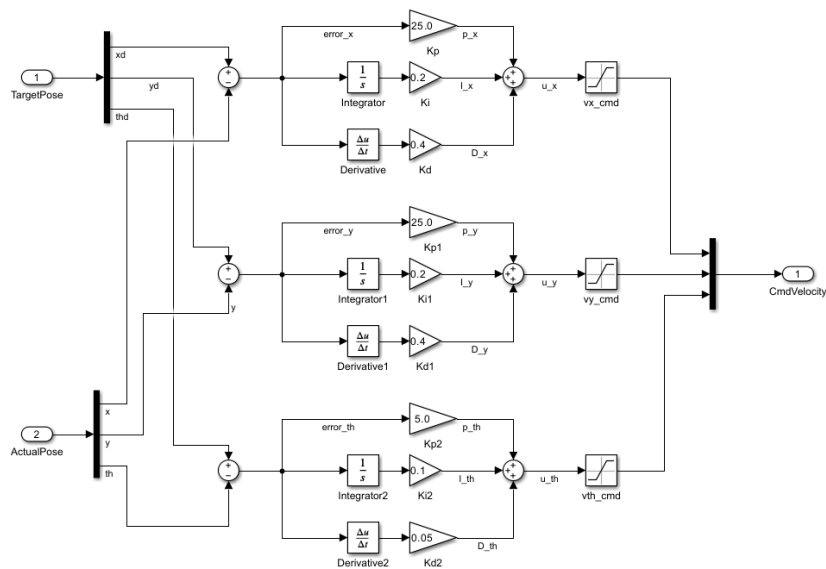 25.0
error_x
p_x
Kp
xd
1
TargetPose
yd
thd
1
s
Integrator
0.2
Ki
I_x
u_x
vx_cmd
Δu
Δt
Derivative
0.4
Kd
D_x
25.0
error_y
p_y
Kp1
1
s
Integrator1
0.2
Ki1
I_y
u_y
vy_cmd
1
CmdVelocity
y
Δu
Δt
Derivative1
0.4
Kd1
D_y
x
2
ActualPose
y
th
5.0
error_th
p_th
Kp2
1
s
Integrator2
0.1
Ki2
I_th
u_th
vth_cmd
Δu
Δt
Derivative2
0.05
Kd2
D_th